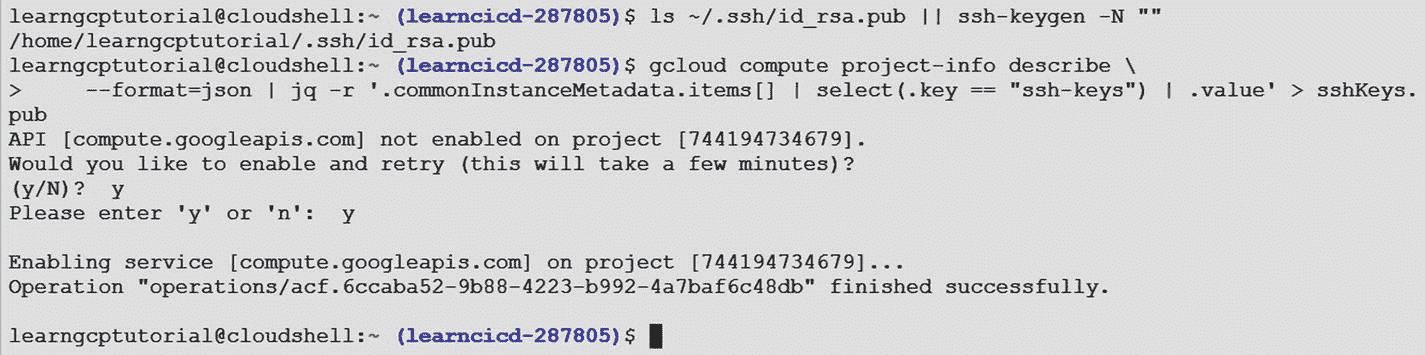 learngcptutorial@cloudshell:~ (learncicd-287805)$ ls ~/.ssh/id_rsa.pub || ssh-keygen -N ""
/home/learngcptutorial/.ssh/id_rsa.pub
learngcptutorial@cloudshell:~ (learncicd-287805)$ gcloud compute project-info describe \
>     --format=json | jq -r '.commonInstanceMetadata.items[] | select(.key == "ssh-keys") | .value' > sshKeys.
pub
API [compute.googleapis.com] not enabled on project [744194734679].
Would you like to enable and retry (this will take a few minutes)?
(y/N)?  y
Please enter 'y' or 'n':  y
Enabling service [compute.googleapis.com] on project [744194734679]...
Operation "operations/acf.6ccaba52-9b88-4223-b992-4a7baf6c48db" finished successfully.
learngcptutorial@cloudshell:~ (learncicd-287805)$